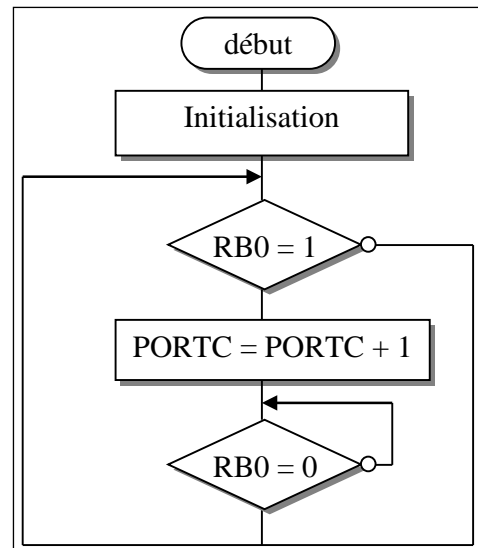 début
Initialisation
RB0 = 1
PORTC = PORTC + 1
RB0 = 0